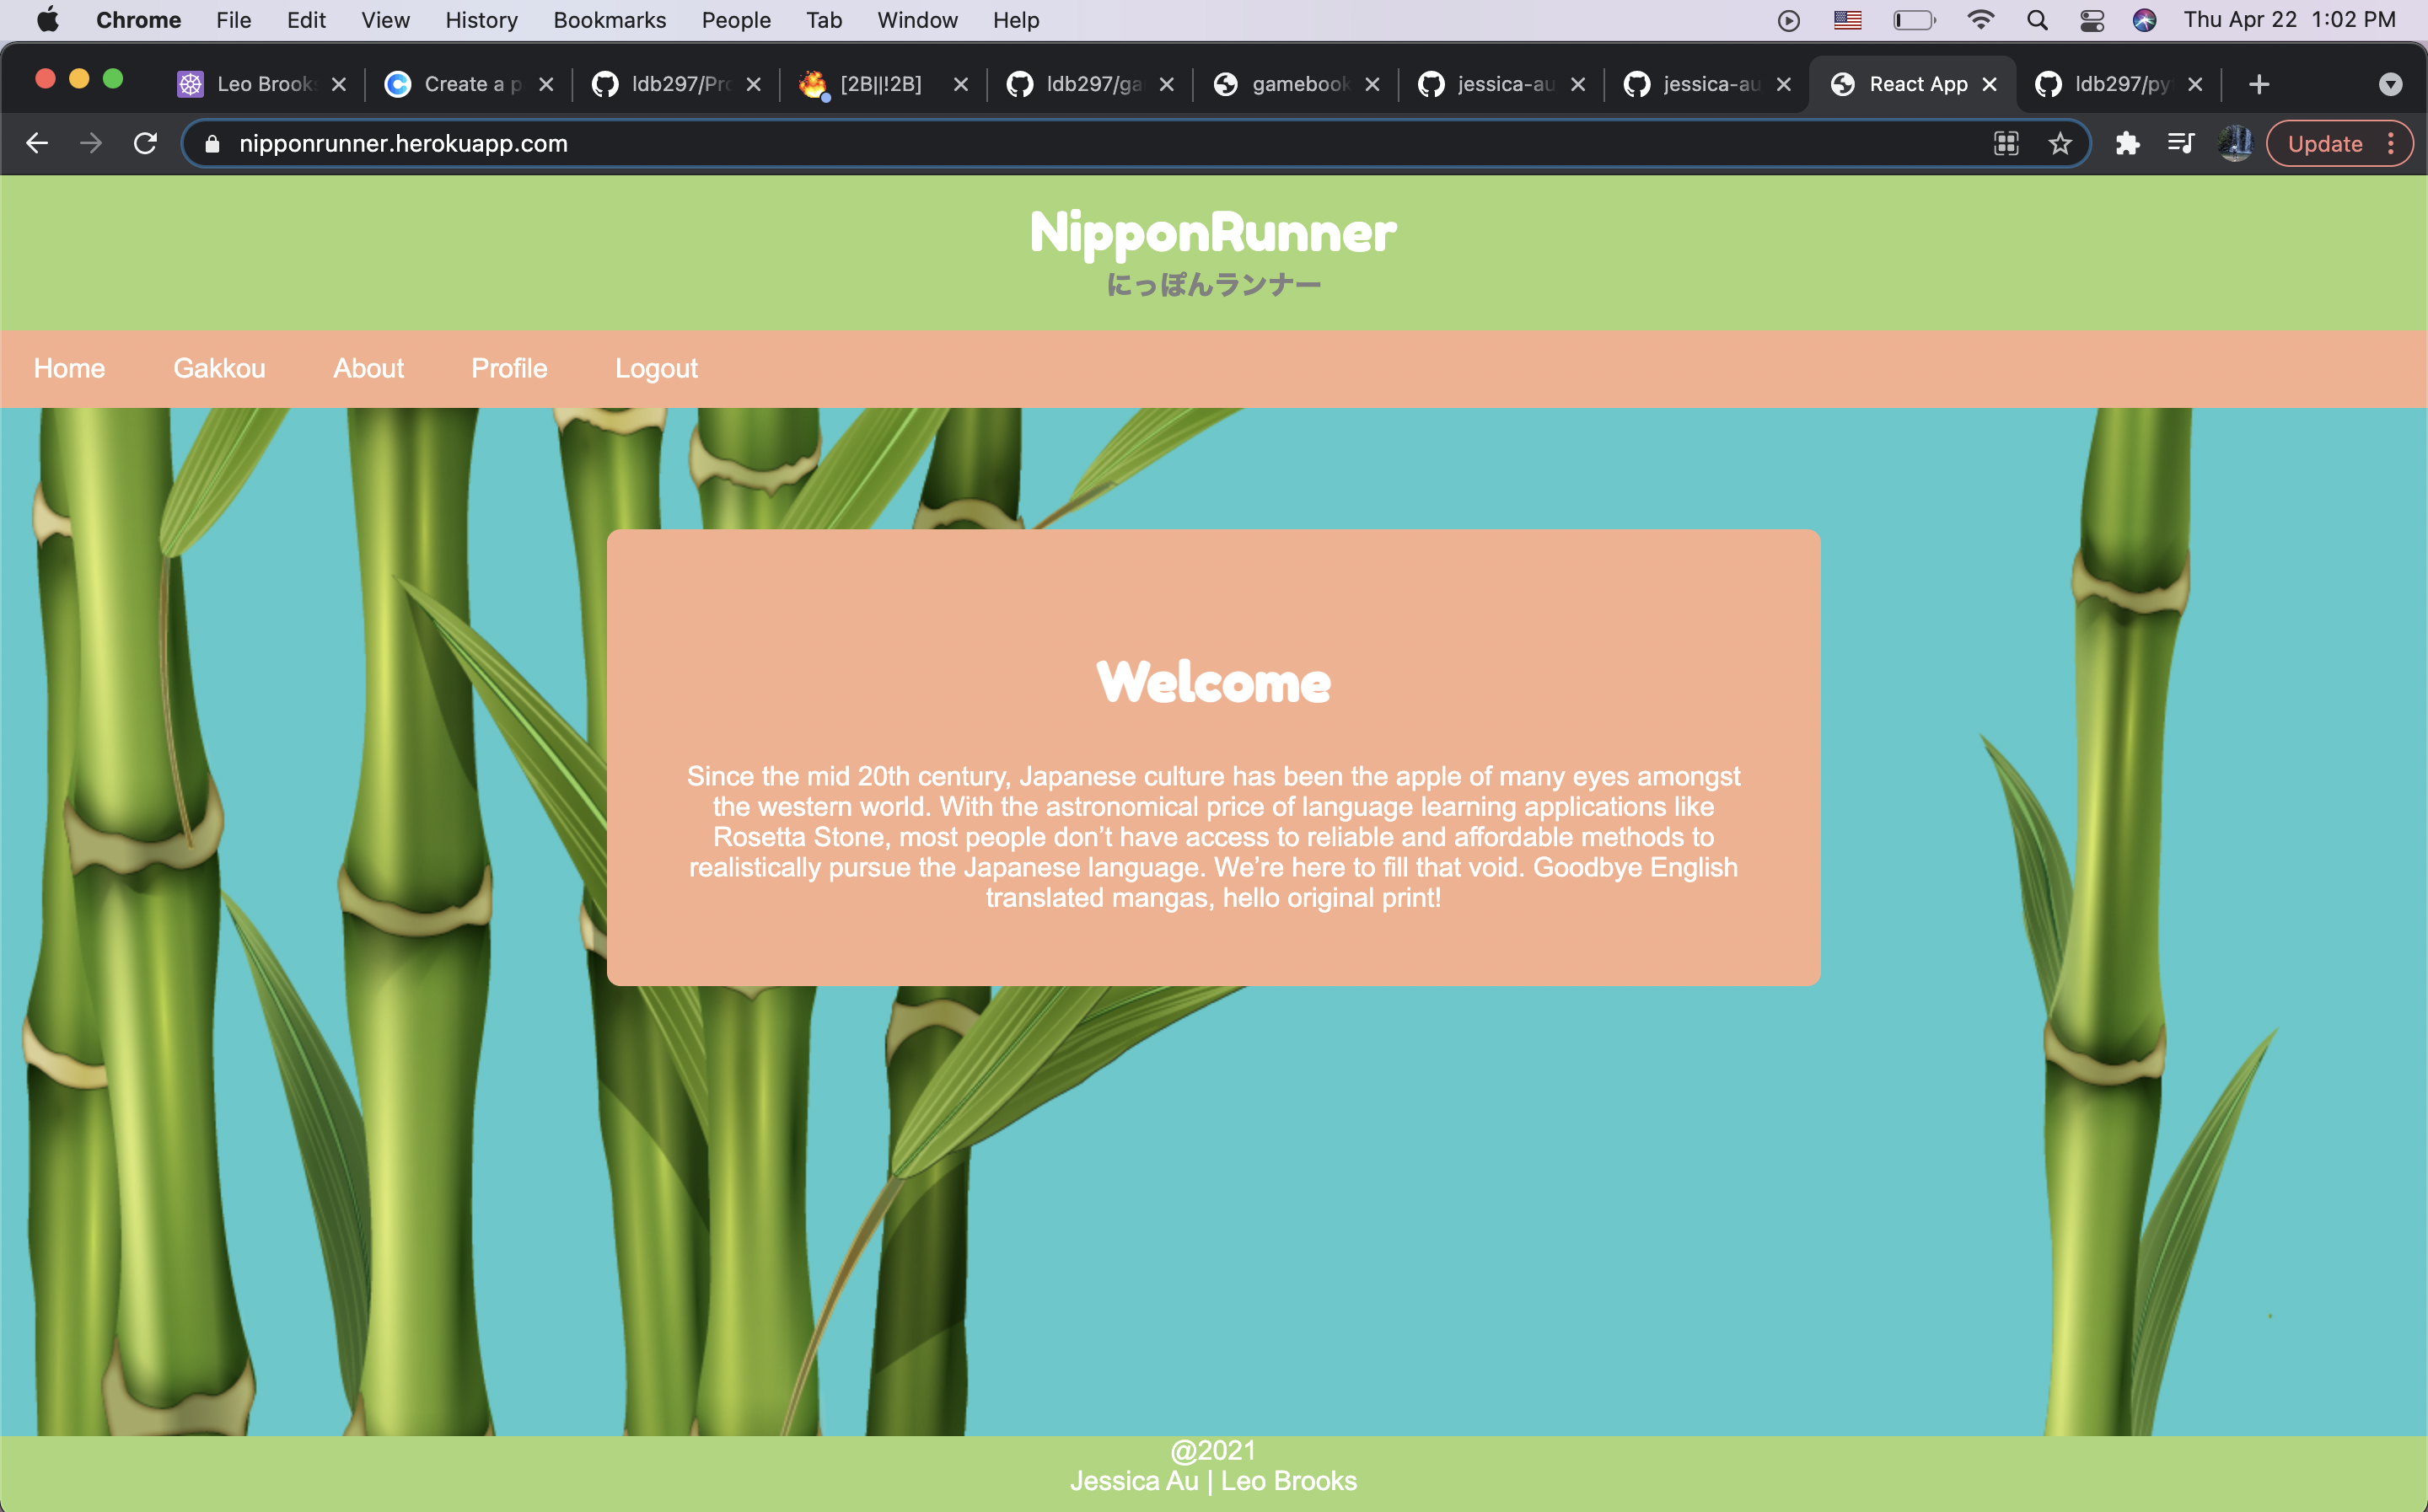 Chrome File Edit View History Bookmarks People Tab Window Help Thu Apr 22 1:02 PM
Leo Brooks Create a p ldb297/Pro [2B||!2B] ldb297/ga gamebook jessica-au jessica-au React App ldb297/py
nipponrunner.herokuapp.com Update
NipponRunner
にっぽんランナー
Home Gakkou About Profile Logout
Welcome
Since the mid 20th century, Japanese culture has been the apple of many eyes amongst
the western world. With the astronomical price of language learning applications like
Rosetta Stone, most people don’t have access to reliable and affordable methods to
realistically pursue the Japanese language. We’re here to fill that void. Goodbye English
translated mangas, hello original print!
@2021
Jessica Au | Leo Brooks